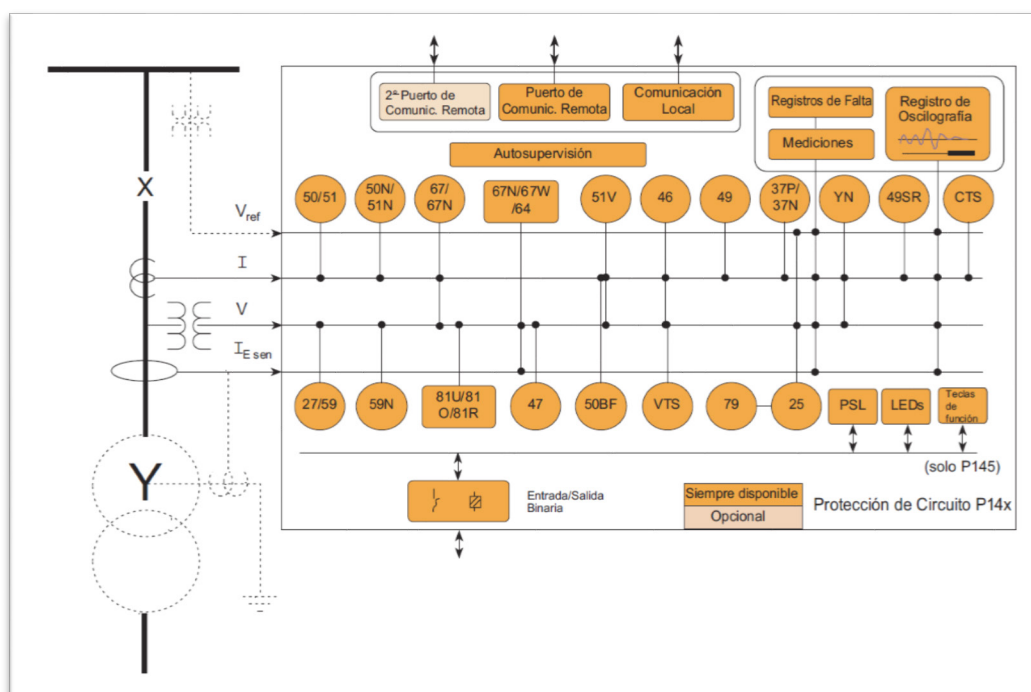 2ª Puerto de
Comunic. Remota
Puerto de
Comunic. Remota
Comunicación
Local
Registros de Falta
Mediciones
Registro de
Oscilografía
Autosupervisión
X
50/51
50N/
51N
67/
67N
67N/67W
/64
51V
46
49
37P/
37N
YN
49SR
CTS
Vref
I
V
IE sen
27/59
59N
81U/81
O/81R
47
50BF
VTS
79
25
PSL
LEDs
Teclas
de
función
(solo P145)
Y
Entrada/Salida
Binaria
Siempre disponible
Opcional
Protección de Circuito P14x